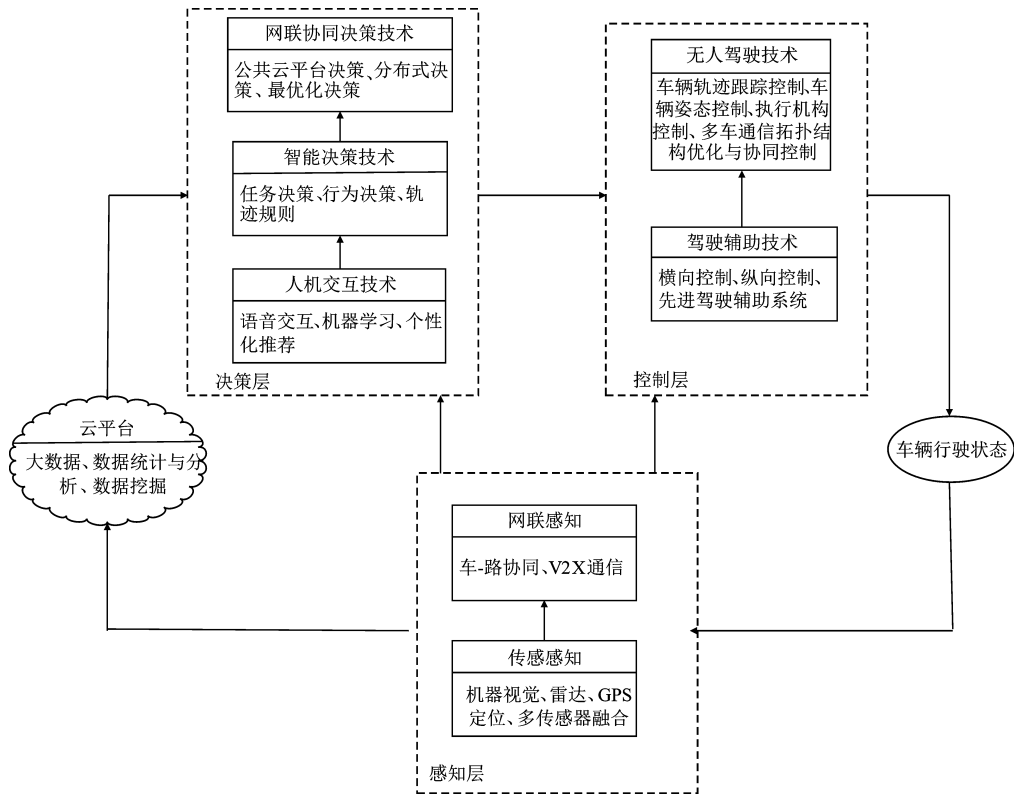 网联协同决策技术
公共云平台决策、分布式决
策、最优化决策
智能决策技术
任务决策、行为决策、轨
迹规则
人机交互技术
语音交互、机器学习、个性
化推荐
决策层
无人驾驶技术
车辆轨迹跟踪控制、车
辆姿态控制、执行机构
控制、多车通信拓扑结
构优化与协同控制
驾驶辅助技术
横向控制、纵向控制、
先进驾驶辅助系统
控制层
云平台
大数据、数据统计与分
析、数据挖掘
车辆行驶状态
网联感知
车-路协同、V2X通信
传感感知
机器视觉、雷达、GPS
定位、多传感器融合
感知层